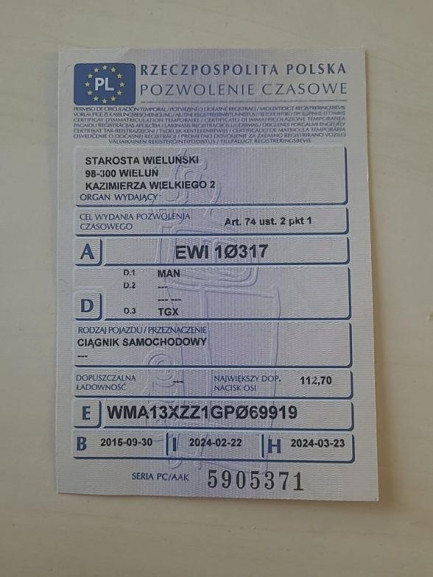 PL
RZECZPOSPOLITA POLSKA
POZWOLENIE CZASOWE
STAROSTA WIELUŃSKI
98-300 WIELUŃ
KAZIMIERZA WIELKIEGO 2
ORGAN WYDAJĄCY
CEL WYDANIA POZWOLENIA
CZASOWEGO Art. 74 ust. 2 pkt 1
A EWI 1Ø317
D.1 MAN
D.2 ---
--- ---
D
D.3 TGX
RODZAJ POJAZDU / PRZEZNACZENIE
CIĄGNIK SAMOCHODOWY
---
DOPUSZCZALNA ŁADOWNOŚĆ ---
NAJWIĘKSZY DOP. NACISK OSI 112,70
E WMA13XZZ1GPØ69919
B 2015-09-30 I 2024-02-22 H 2024-03-23
SERIA PC/AAK 5905371